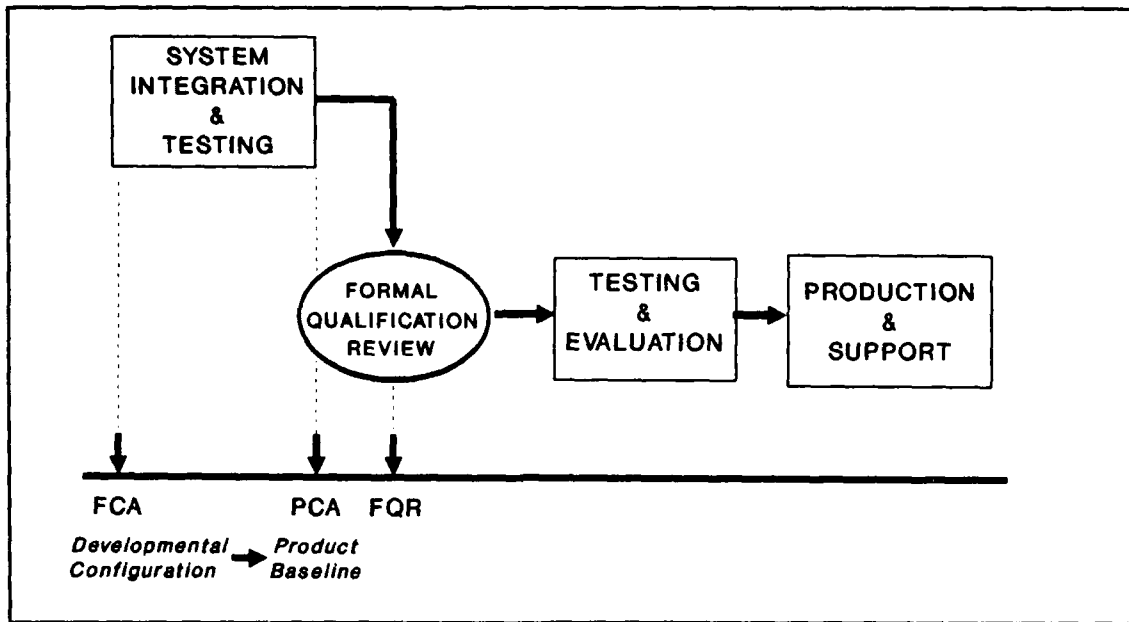 SYSTEM
INTEGRATION
&
TESTING
FORMAL
QUALIFICATION
REVIEW
TESTING
&
EVALUATION
PRODUCTION
&
SUPPORT
FCA
PCA
FQR
Developmental
Configuration
Product
Baseline